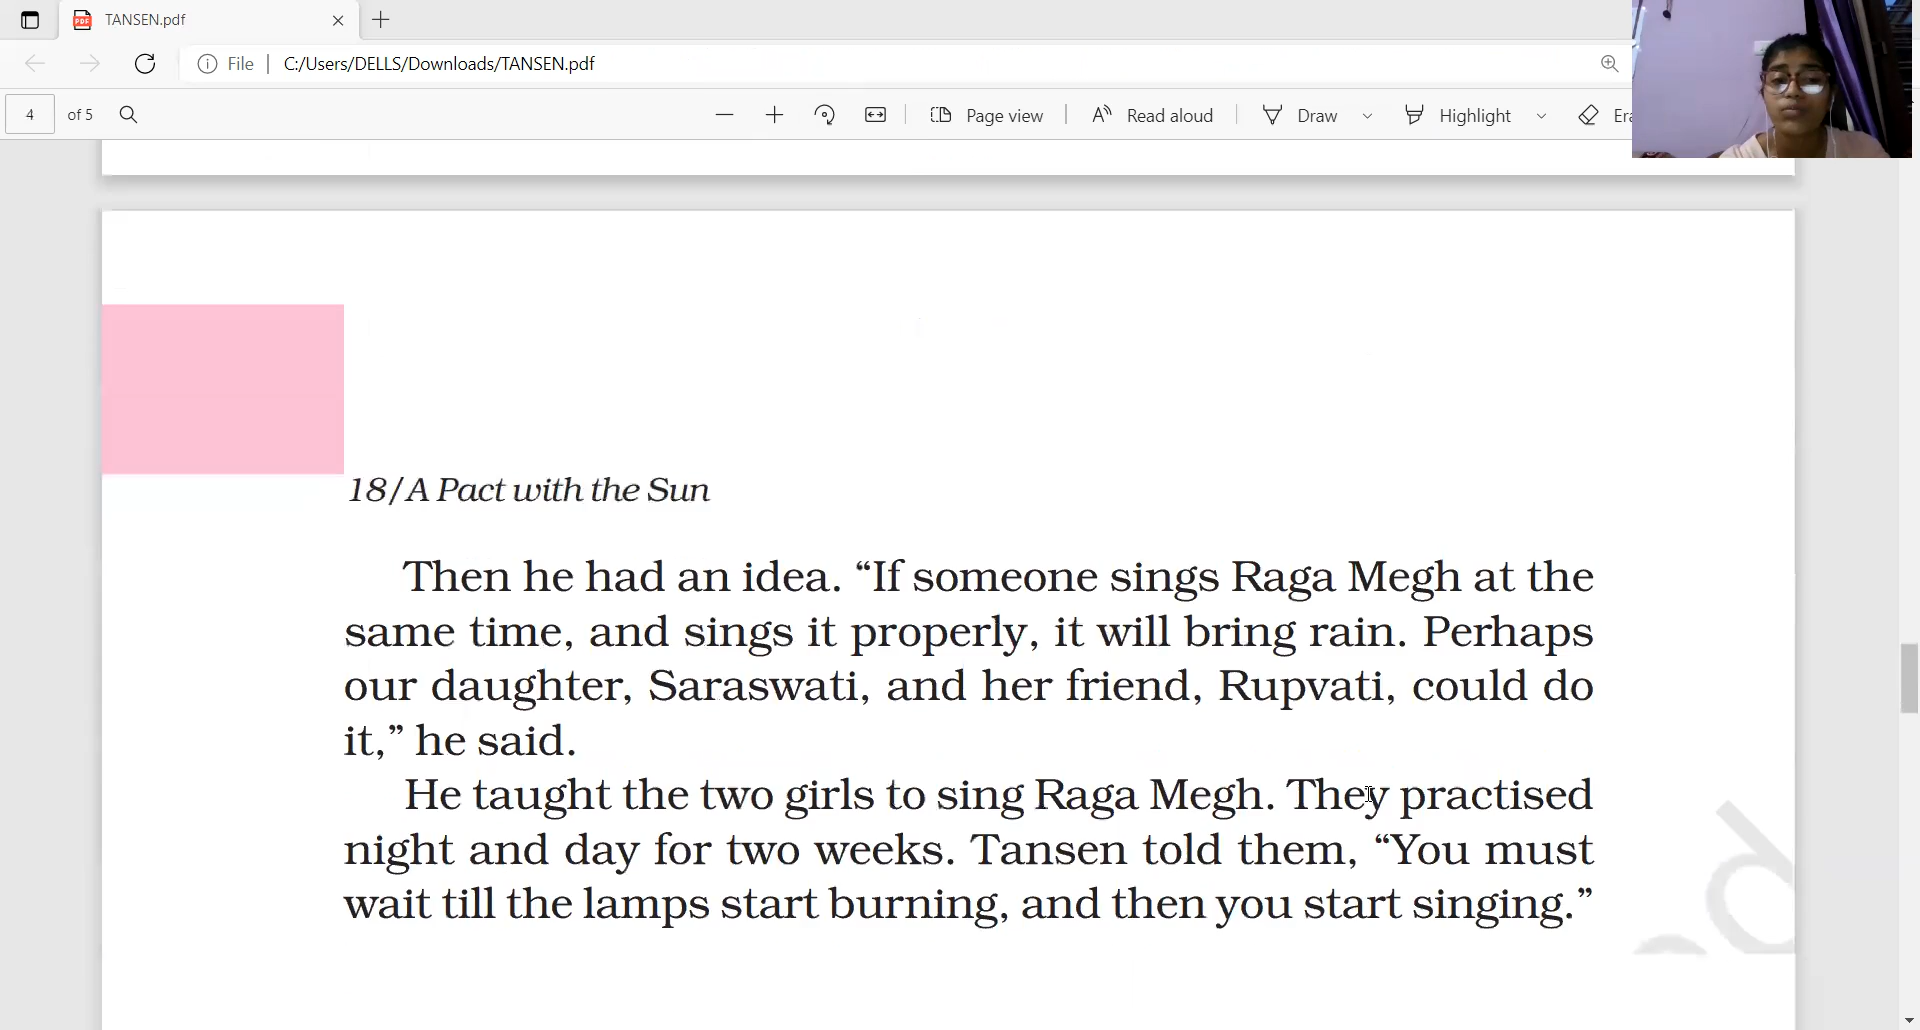 TANSEN.pdf
File
C:/Users/DELLS/Downloads/TANSEN.pdf
4 of 5
Page view
Read aloud
Draw
Highlight
18/A Pact with the Sun
Then he had an idea. “If someone sings Raga Megh at the
same time, and sings it properly, it will bring rain. Perhaps
our daughter, Saraswati, and her friend, Rupvati, could do
it,” he said.
He taught the two girls to sing Raga Megh. They practised
night and day for two weeks. Tansen told them, “You must
wait till the lamps start burning, and then you start singing.”